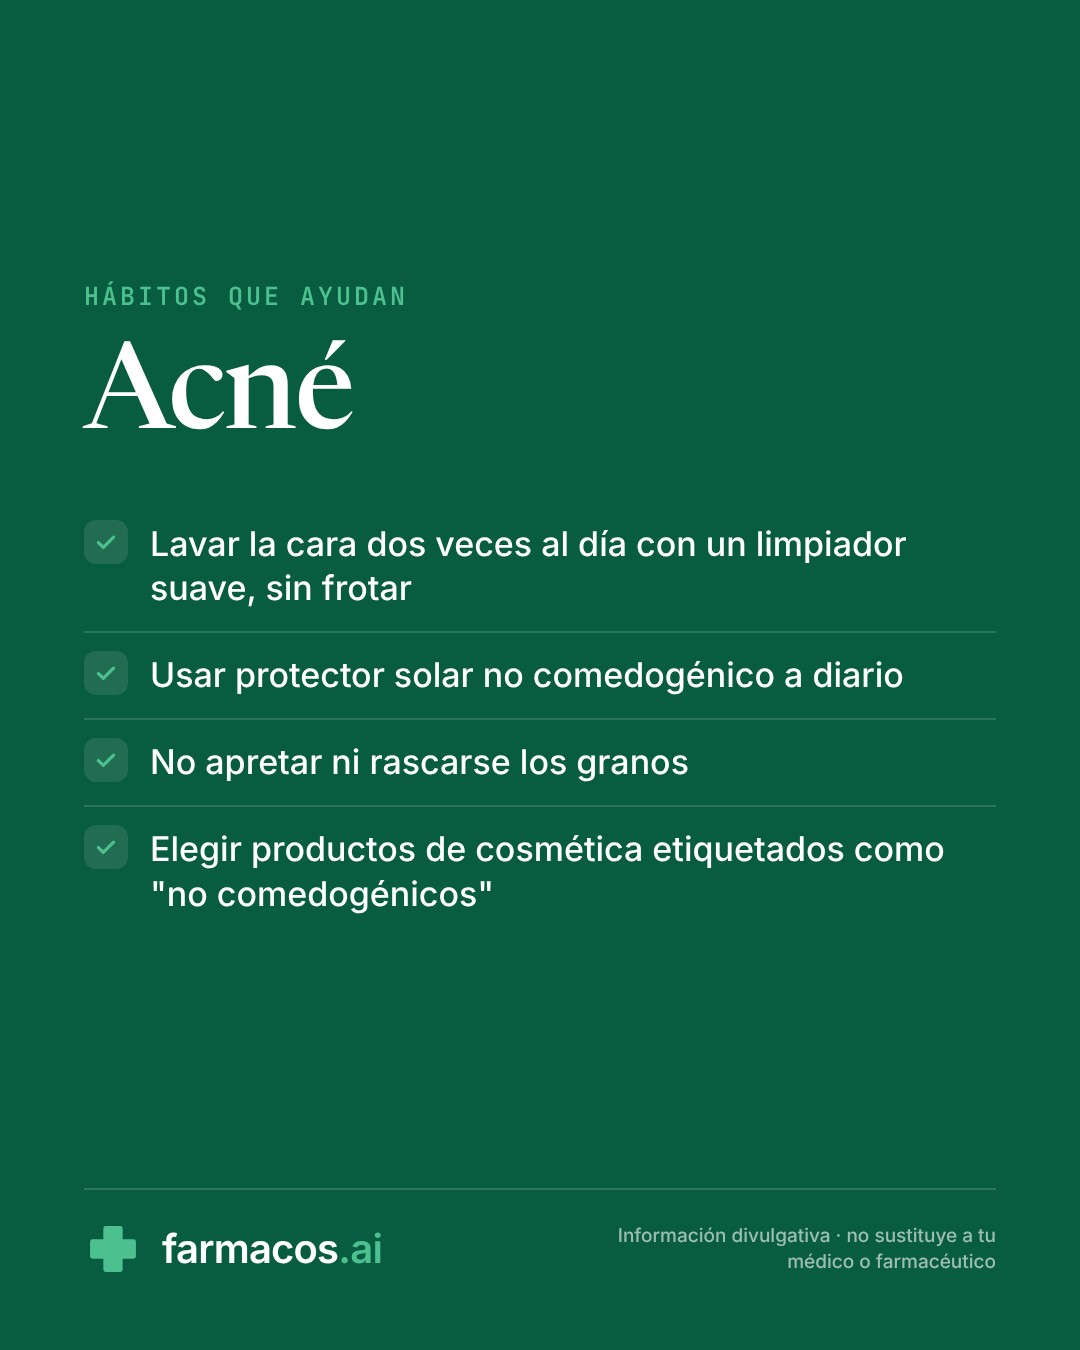 HÁBITOS QUE AYUDAN
Acné
Lavar la cara dos veces al día con un limpiador
suave, sin frotar
Usar protector solar no comedogénico a diario
No apretar ni rascarse los granos
Elegir productos de cosmética etiquetados como
"no comedogénicos"
farmacos.ai
Información divulgativa · no sustituye a tu
médico o farmacéutico